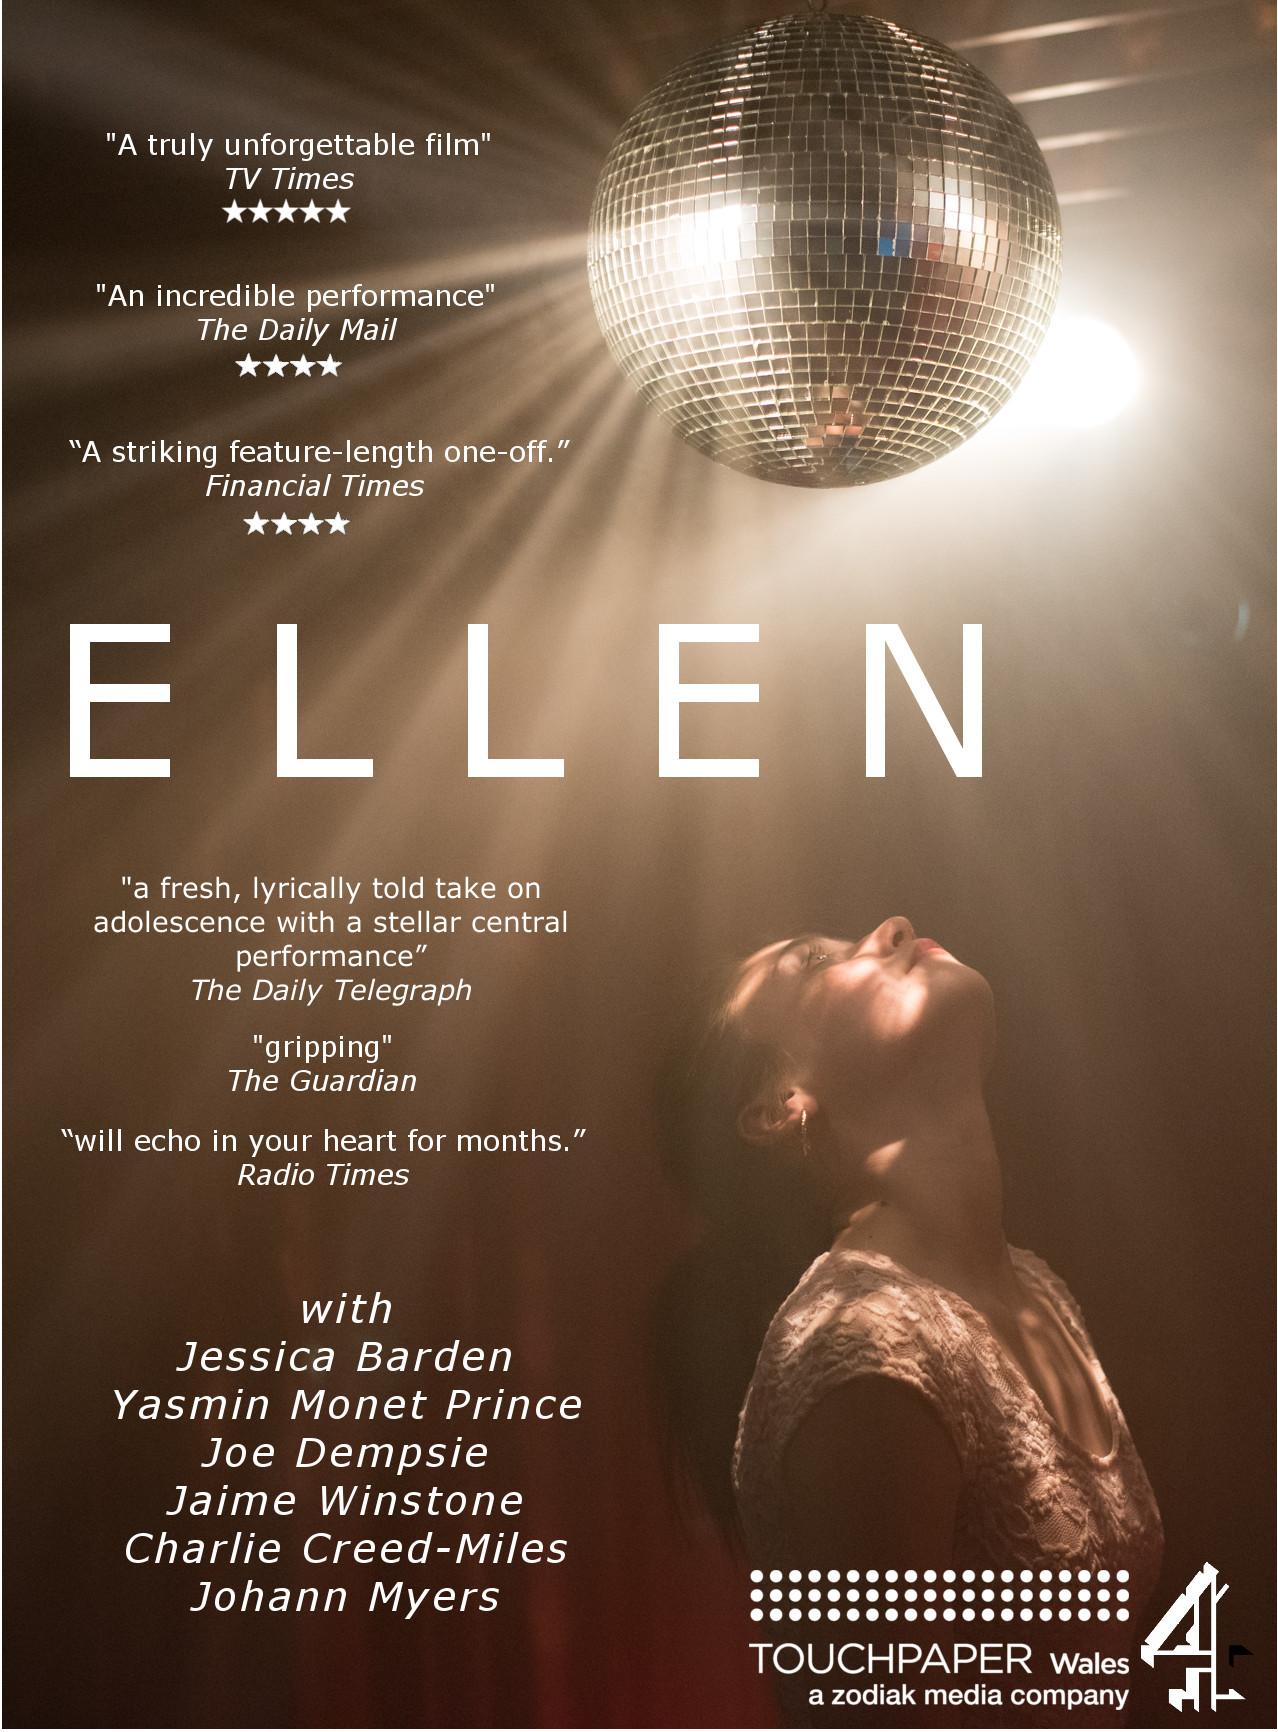 "A truly unforgettable film"
TV Times
★★★★★
"An incredible performance"
The Daily Mail
★★★★
“A striking feature-length one-off.”
Financial Times
★★★★
ELLEN
"a fresh, lyrically told take on
adolescence with a stellar central
performance”
The Daily Telegraph
"gripping"
The Guardian
“will echo in your heart for months.”
Radio Times
with
Jessica Barden
Yasmin Monet Prince
Joe Dempsie
Jaime Winstone
Charlie Creed-Miles
Johann Myers
TOUCHPAPER Wales
a zodiak media company
4